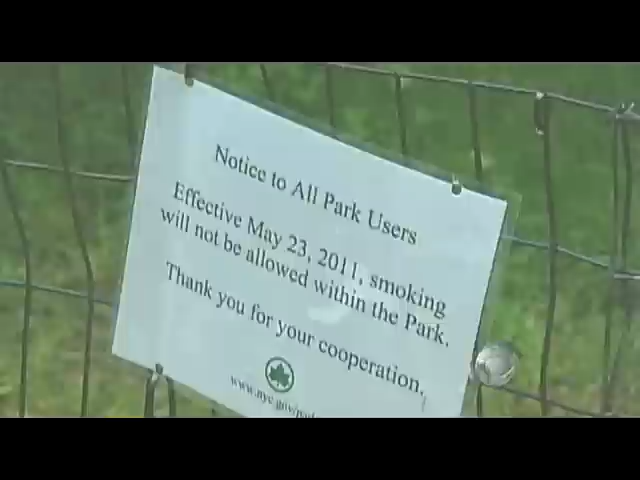 Notice to All Park Users
Effective May 23, 2011, smoking
will not be allowed within the Park.
Thank you for your cooperation.